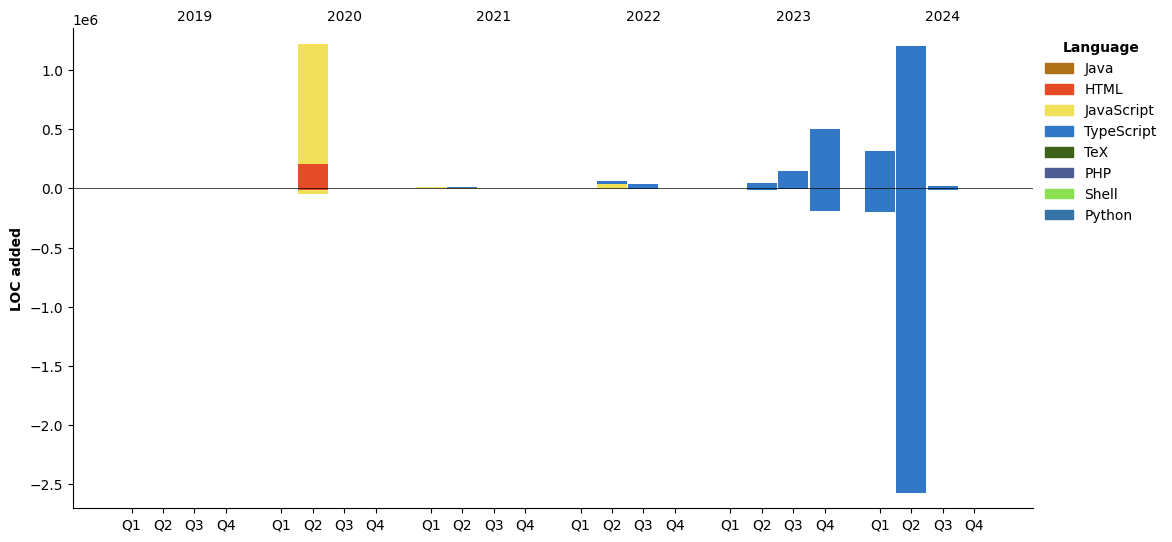 1e6
2019 2020 2021 2022 2023 2024
Language
Java
HTML
JavaScript
TypeScript
TeX
PHP
Shell
Python
LOC added
1.0
0.5
0.0
−0.5
−1.0
−1.5
−2.0
−2.5
Q1 Q2 Q3 Q4 Q1 Q2 Q3 Q4 Q1 Q2 Q3 Q4 Q1 Q2 Q3 Q4 Q1 Q2 Q3 Q4 Q1 Q2 Q3 Q4